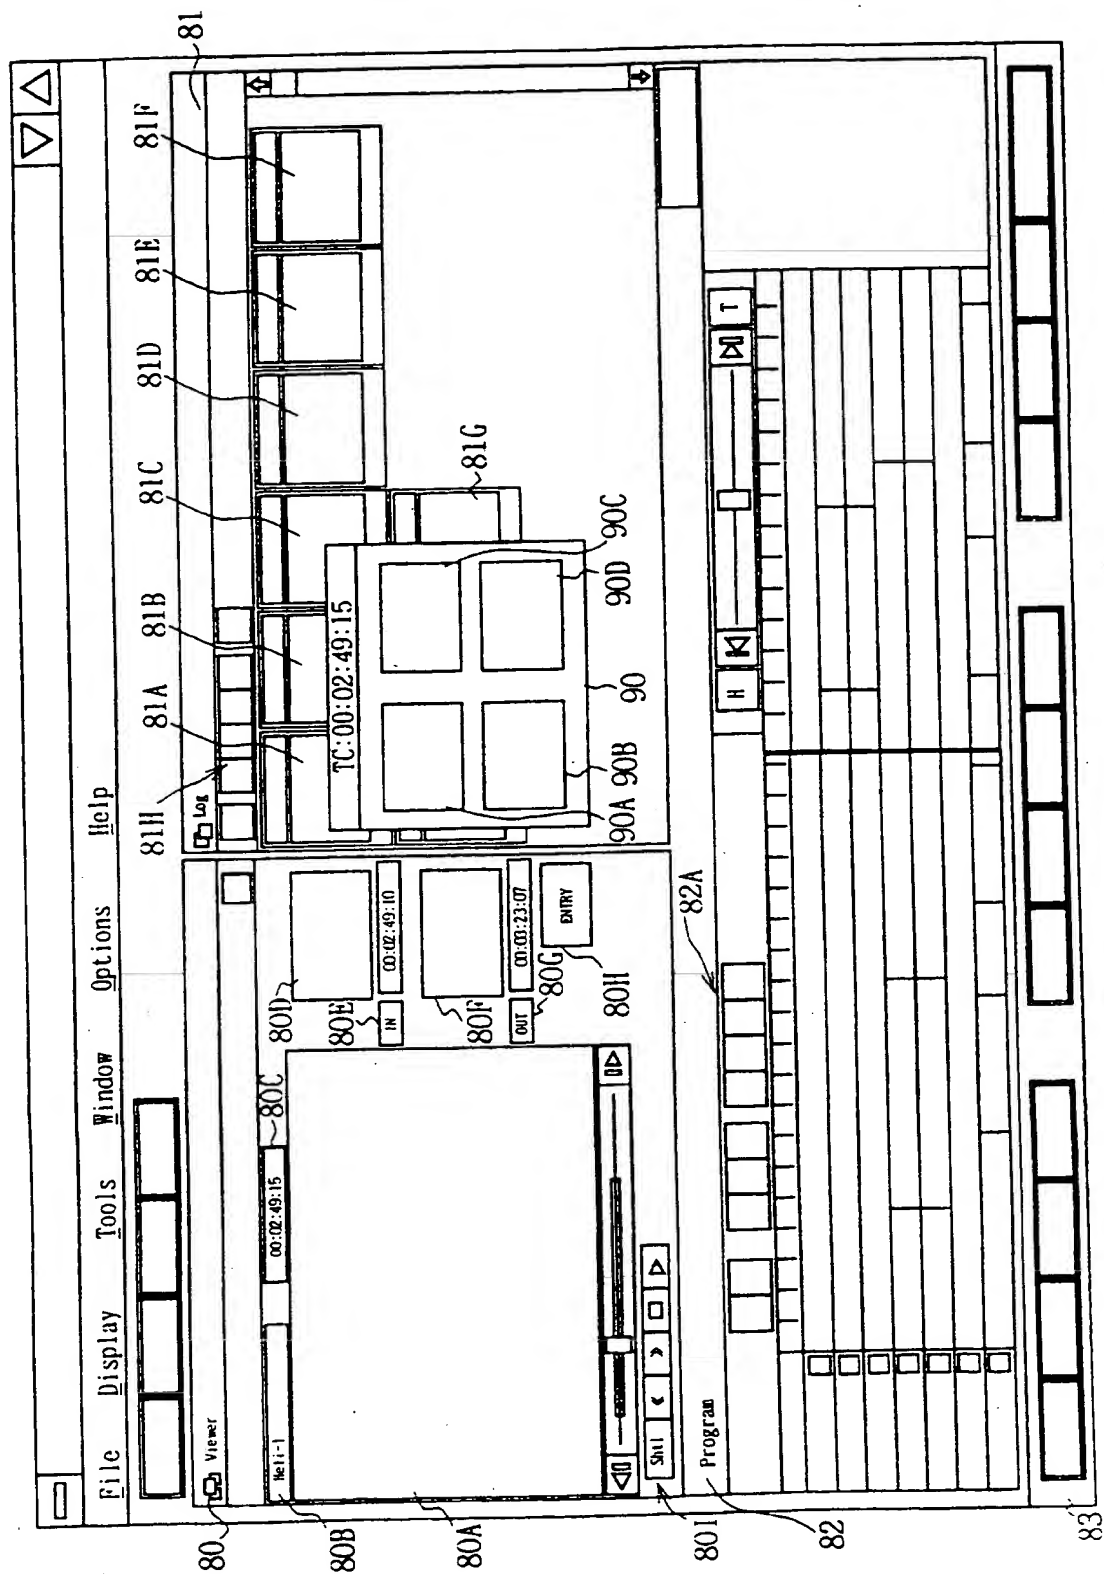 File Display Tools Window Options Help
80 Viewer
81 Log
80B Heli-1
00:02:49:15 80C
80A
80D
80E IN 00:02:49:10
80F
OUT 00:03:23:07
80G
ENTRY
80H
Shtl « »
80I
81H 81A 81B 81C 81D 81E 81F
81G
TC:00:02:49:15
90A 90B 90 90D 90C
82 Program
82A
H T
83